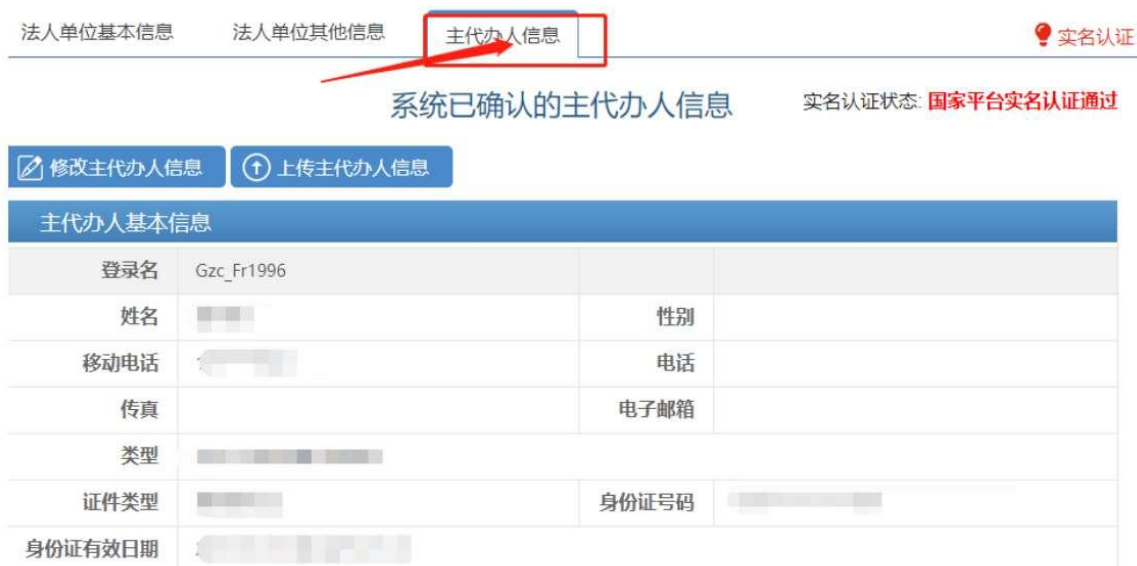 法人单位基本信息 法人单位其他信息 主代办人信息 实名认证
系统已确认的主代办人信息 实名认证状态: 国家平台实名认证通过
修改主代办人信息 上传主代办人信息
主代办人基本信息
登录名 Gzc_Fr1996
姓名 性别
移动电话 电话
传真 电子邮箱
类型
证件类型 身份证号码
身份证有效日期